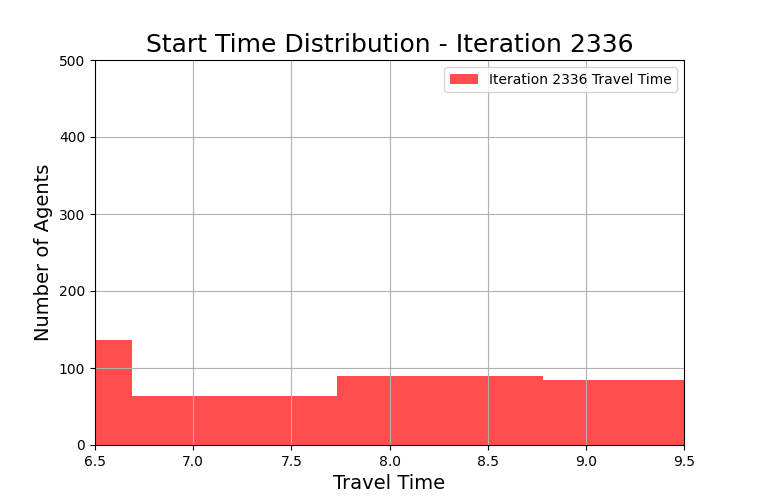 Start Time Distribution - Iteration 2336
500
Iteration 2336 Travel Time
400
300
200
100
0
Number of Agents
6.5 7.0 7.5 8.0 8.5 9.0 9.5
Travel Time